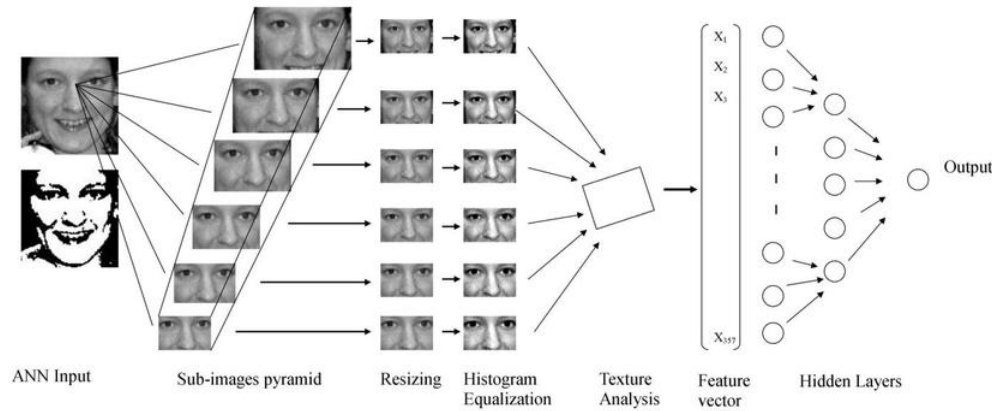 X₁
X₂
X₃
X₃₅₇
Output
ANN Input
Sub-images pyramid
Resizing
Histogram
Equalization
Texture
Analysis
Feature
vector
Hidden Layers